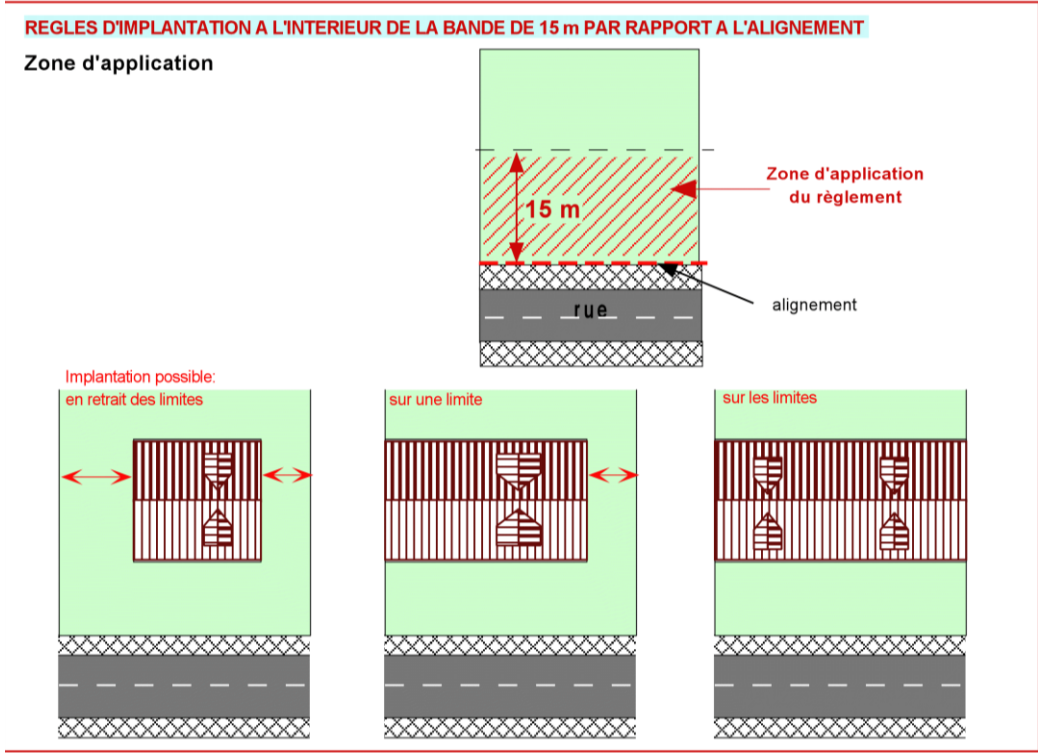 REGLES D'IMPLANTATION A L'INTERIEUR DE LA BANDE DE 15 m PAR RAPPORT A L'ALIGNEMENT
Zone d'application
Zone d'application
du règlement
15 m
alignement
rue
Implantation possible:
en retrait des limites
sur une limite
sur les limites